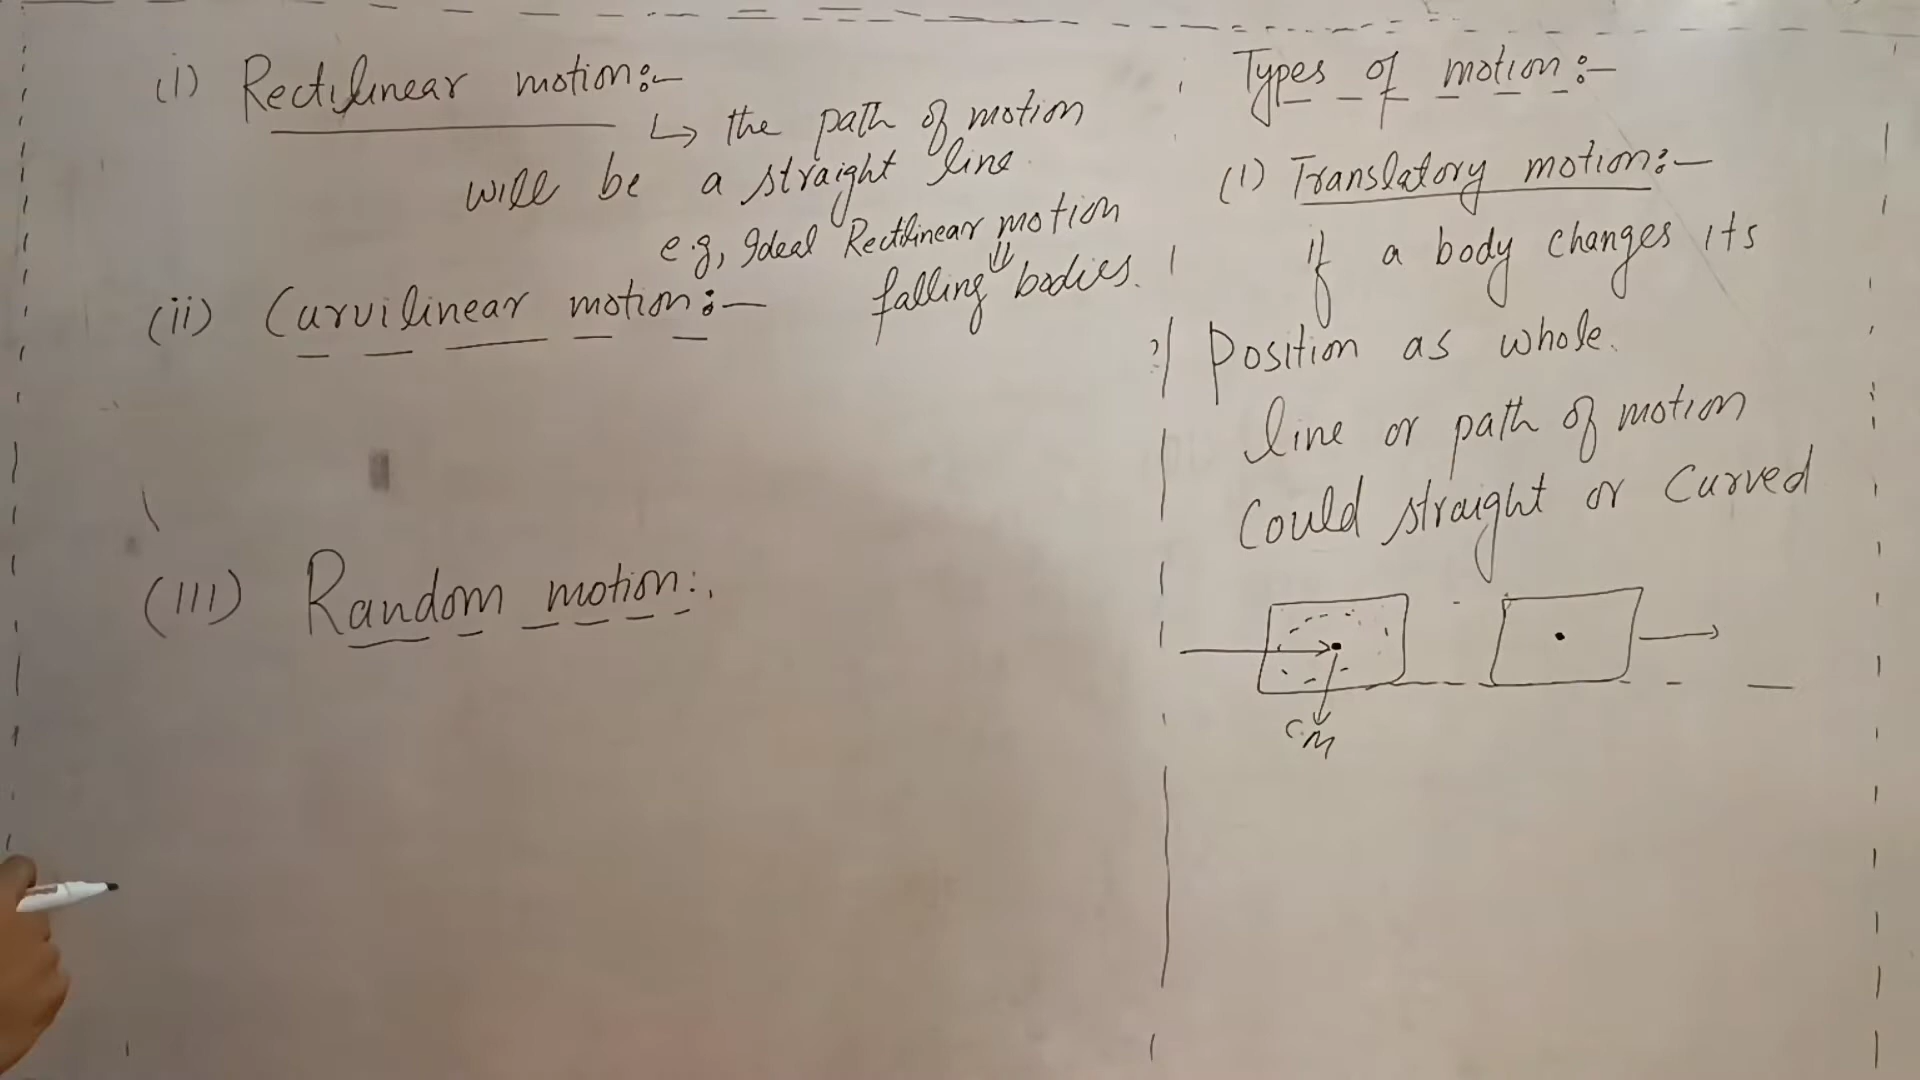 Types of motion:-
(1) Translatory motion:-
If a body changes its
Position as whole.
line or path of motion
Could straight or Curved
C.M
(i) Rectilinear motion:-
↳ the path of motion
will be a straight line
e.g, Ideal Rectilinear motion
⇓
falling bodies.
(ii) Curvilinear motion:-
(III) Random motion:.